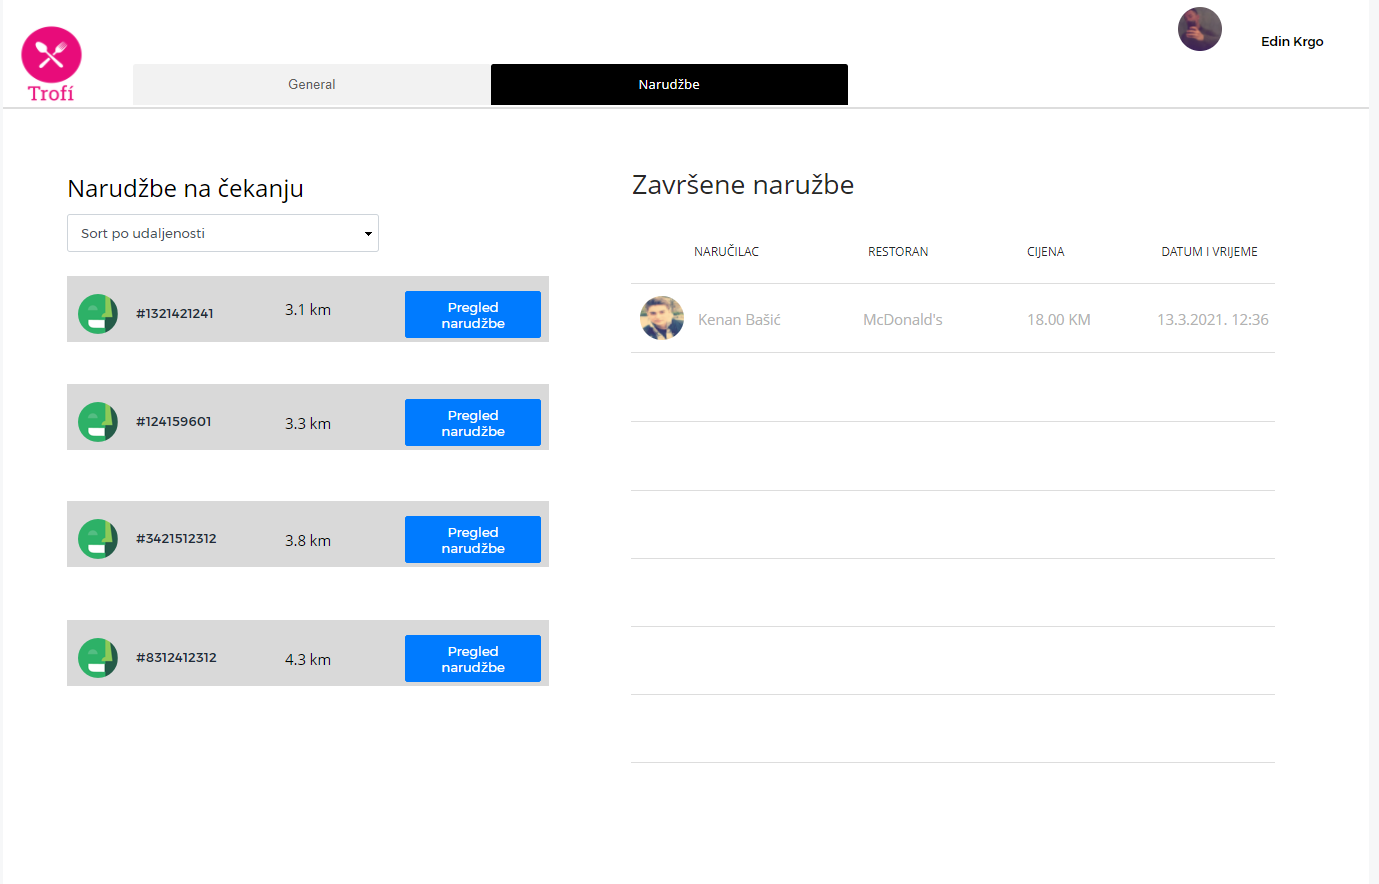 Trofí
General
Narudžbe
Edin Krgo
Narudžbe na čekanju
Sort po udaljenosti
#1321421241
3.1 km
Pregled
narudžbe
#124159601
3.3 km
Pregled
narudžbe
#3421512312
3.8 km
Pregled
narudžbe
#8312412312
4.3 km
Pregled
narudžbe
Završene naružbe
NARUČILAC RESTORAN CIJENA DATUM I VRIJEME
Kenan Bašić McDonald's 18.00 KM 13.3.2021. 12:36